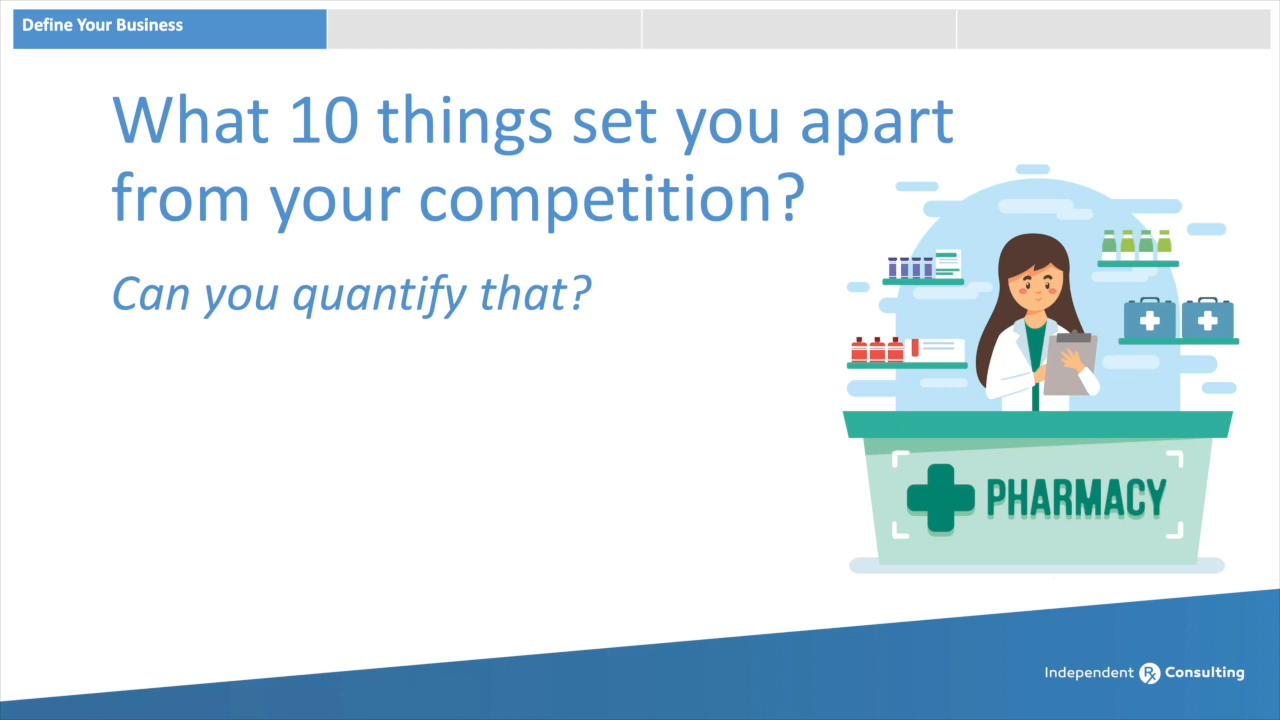 Define Your Business
What 10 things set you apart
from your competition?
Can you quantify that?
PHARMACY
Independent Rx Consulting